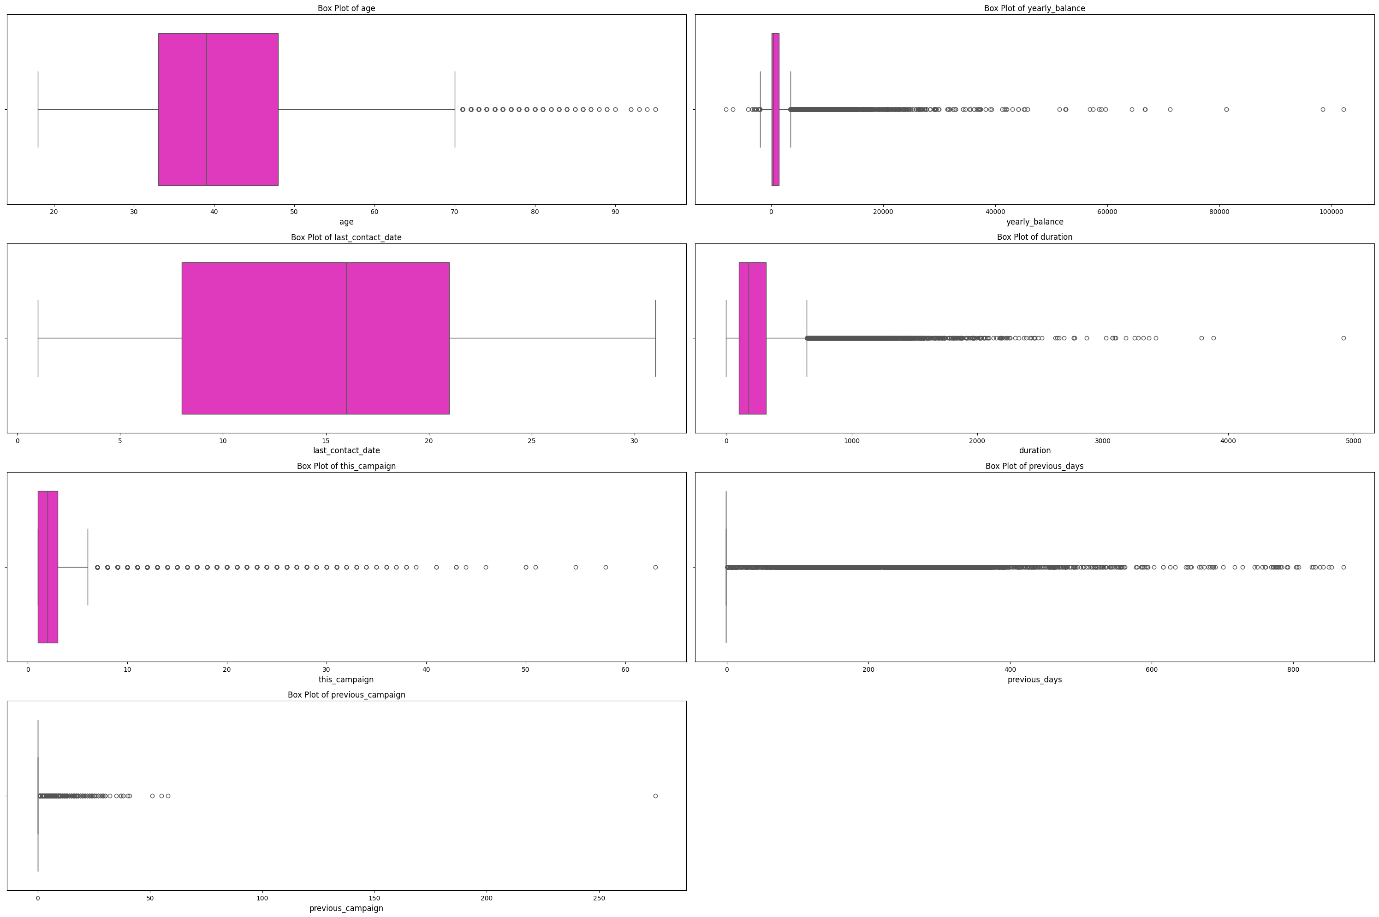 Box Plot of age
20 30 40 50 60 70 80 90
age
Box Plot of yearly_balance
0 20000 40000 60000 80000 100000
yearly_balance
Box Plot of last_contact_date
0 5 10 15 20 25 30
last_contact_date
Box Plot of duration
0 1000 2000 3000 4000 5000
duration
Box Plot of this_campaign
0 10 20 30 40 50 60
this_campaign
Box Plot of previous_days
0 200 400 600 800
previous_days
Box Plot of previous_campaign
0 50 100 150 200 250
previous_campaign